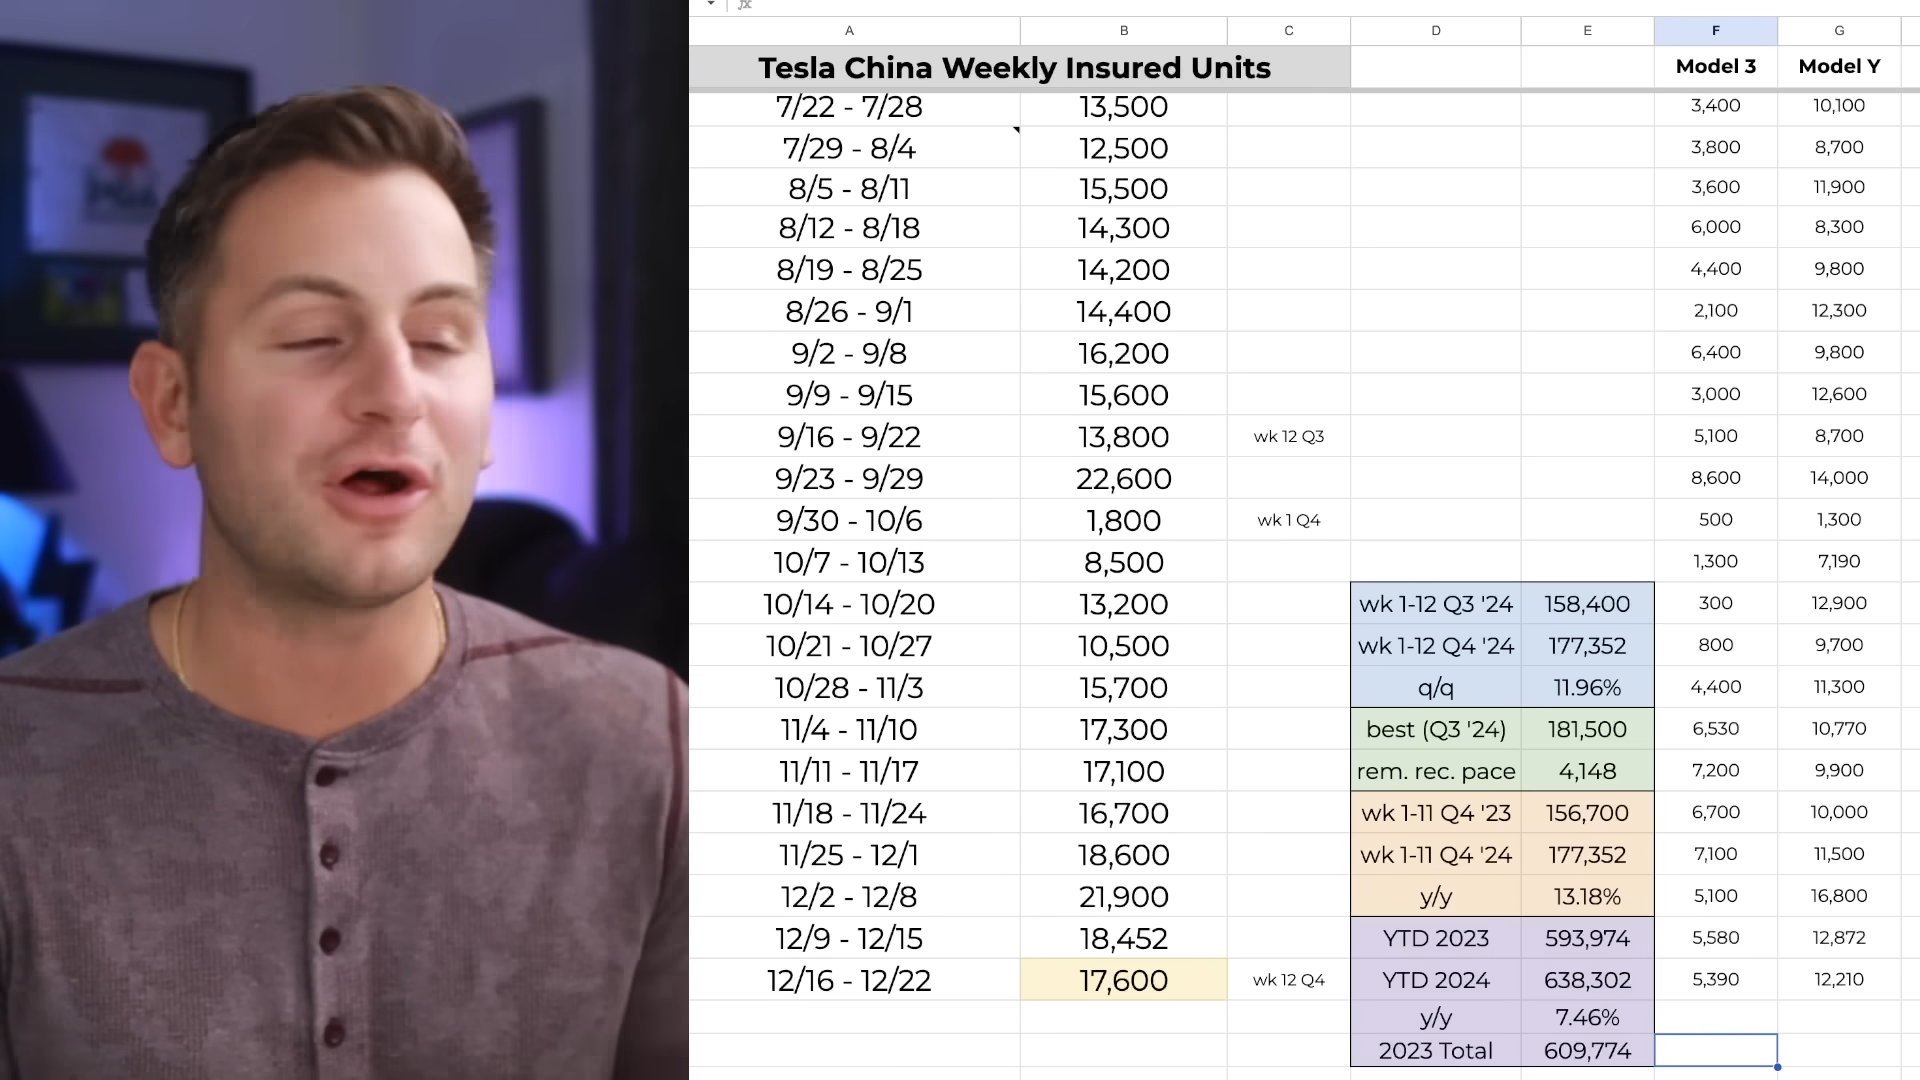 fx
A B C D E F G
Tesla China Weekly Insured Units Model 3 Model Y
7/22 - 7/28 13,500 3,400 10,100
7/29 - 8/4 12,500 3,800 8,700
8/5 - 8/11 15,500 3,600 11,900
8/12 - 8/18 14,300 6,000 8,300
8/19 - 8/25 14,200 4,400 9,800
8/26 - 9/1 14,400 2,100 12,300
9/2 - 9/8 16,200 6,400 9,800
9/9 - 9/15 15,600 3,000 12,600
9/16 - 9/22 13,800 wk 12 Q3 5,100 8,700
9/23 - 9/29 22,600 8,600 14,000
9/30 - 10/6 1,800 wk 1 Q4 500 1,300
10/7 - 10/13 8,500 1,300 7,190
10/14 - 10/20 13,200 wk 1-12 Q3 '24 158,400 300 12,900
10/21 - 10/27 10,500 wk 1-12 Q4 '24 177,352 800 9,700
10/28 - 11/3 15,700 q/q 11.96% 4,400 11,300
11/4 - 11/10 17,300 best (Q3 '24) 181,500 6,530 10,770
11/11 - 11/17 17,100 rem. rec. pace 4,148 7,200 9,900
11/18 - 11/24 16,700 wk 1-11 Q4 '23 156,700 6,700 10,000
11/25 - 12/1 18,600 wk 1-11 Q4 '24 177,352 7,100 11,500
12/2 - 12/8 21,900 y/y 13.18% 5,100 16,800
12/9 - 12/15 18,452 YTD 2023 593,974 5,580 12,872
12/16 - 12/22 17,600 wk 12 Q4 YTD 2024 638,302 5,390 12,210
y/y 7.46%
2023 Total 609,774